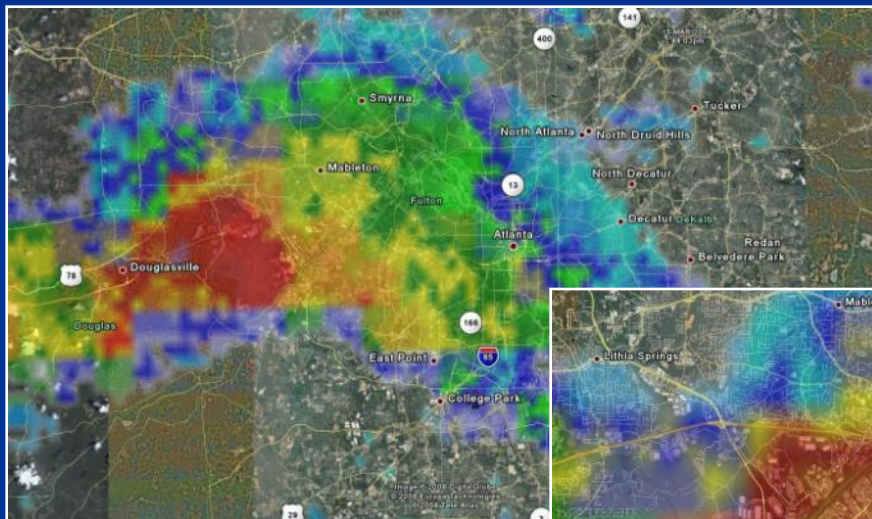 141
400
Smyrna
Tucker
North Atlanta
North Druid Hills
Mableton
13
North Decatur
Fulton
Decatur
DeKalb
Atlanta
Redan
Belvedere Park
78
Douglasville
Douglas
166
East Point
85
College Park
Lithia Springs
29